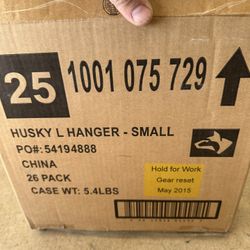 25
1001 075 729
HUSKY L HANGER - SMALL
PO#: 54194888
CHINA
26 PACK
CASE WT: 5.4LBS
Hold for Work
Gear reset
May 2015